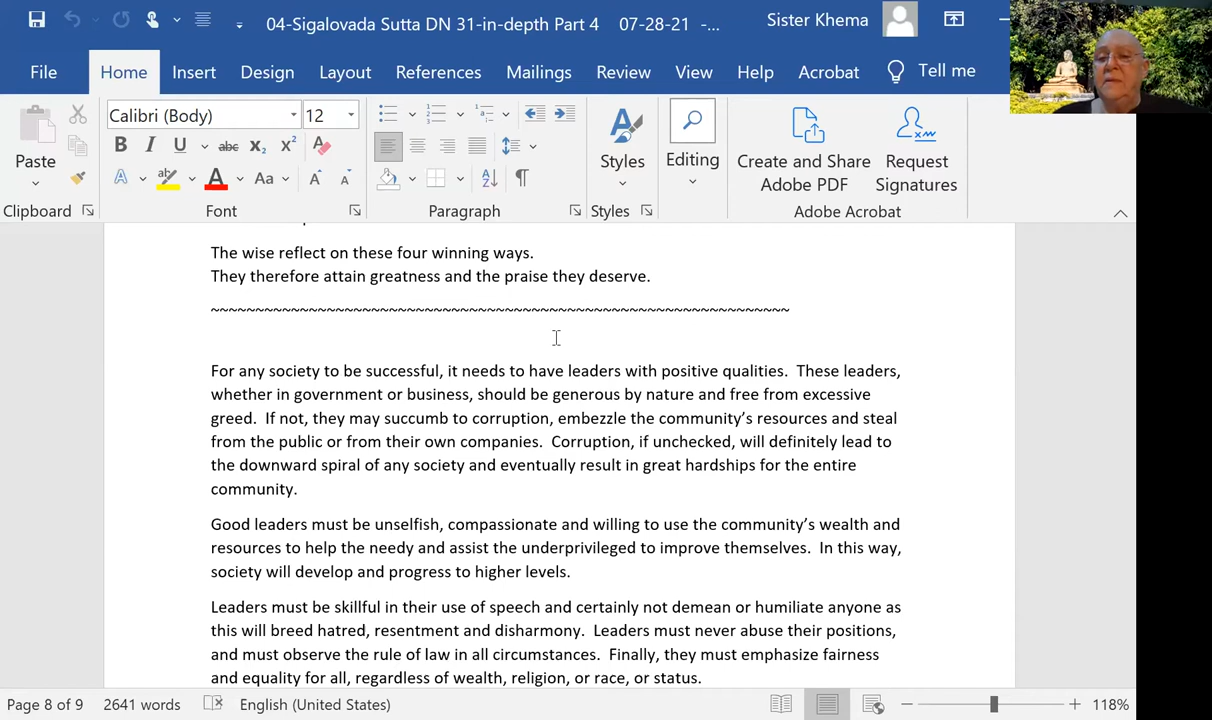 04-Sigalovada Sutta DN 31-in-depth Part 4 07-28-21 -...
Sister Khema
File Home Insert Design Layout References Mailings Review View Help Acrobat Tell me
Calibri (Body) 12
Paste
Styles
Editing
Create and Share Adobe PDF
Request Signatures
Clipboard Font Paragraph Styles Adobe Acrobat
The wise reflect on these four winning ways.
They therefore attain greatness and the praise they deserve.
~~~~~~~~~~~~~~~~~~~~~~~~~~~~~~~~~~~~~~~~~~~~~~~~~~~~~~~~~~~~~~~~
For any society to be successful, it needs to have leaders with positive qualities.  These leaders,
whether in government or business, should be generous by nature and free from excessive
greed.  If not, they may succumb to corruption, embezzle the community’s resources and steal
from the public or from their own companies.  Corruption, if unchecked, will definitely lead to
the downward spiral of any society and eventually result in great hardships for the entire
community.
Good leaders must be unselfish, compassionate and willing to use the community’s wealth and
resources to help the needy and assist the underprivileged to improve themselves.  In this way,
society will develop and progress to higher levels.
Leaders must be skillful in their use of speech and certainly not demean or humiliate anyone as
this will breed hatred, resentment and disharmony.  Leaders must never abuse their positions,
and must observe the rule of law in all circumstances.  Finally, they must emphasize fairness
and equality for all, regardless of wealth, religion, or race, or status.
Page 8 of 9 2641 words English (United States) 118%